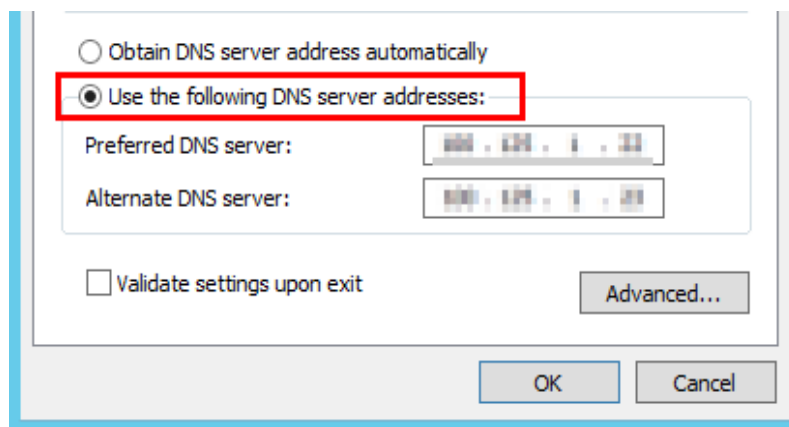 Obtain DNS server address automatically
Use the following DNS server addresses:
Preferred DNS server:
Alternate DNS server:
Validate settings upon exit
Advanced...
OK
Cancel